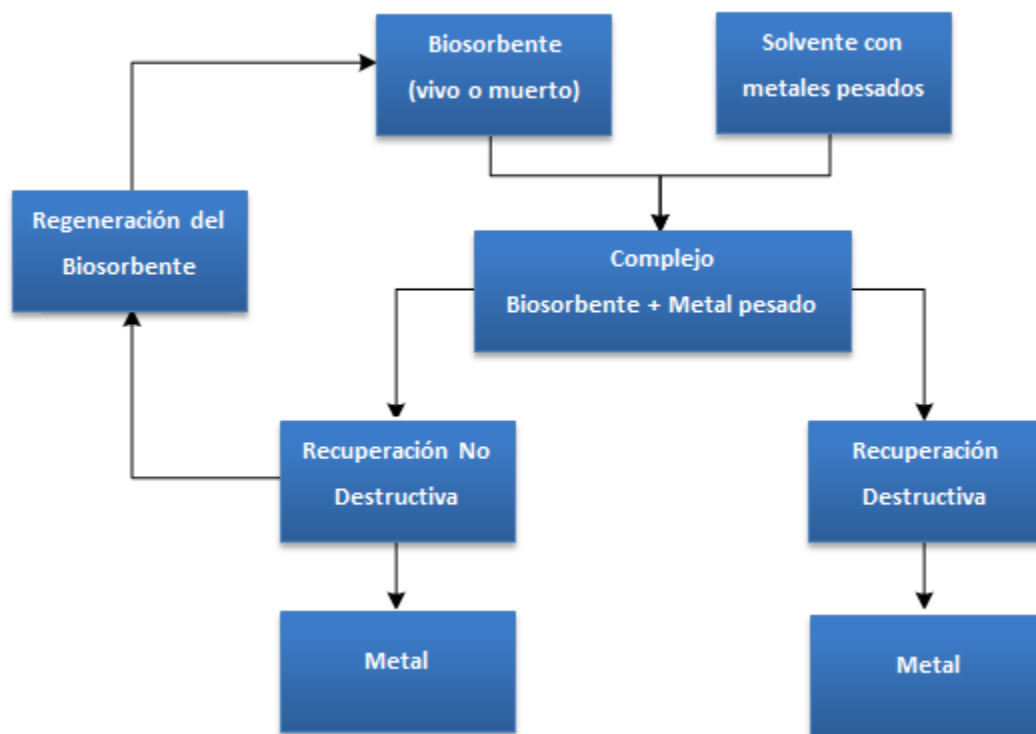 Biosorbente
(vivo o muerto)
Solvente con
metales pesados
Regeneración del
Biosorbente
Complejo
Biosorbente + Metal pesado
Recuperación No
Destructiva
Recuperación
Destructiva
Metal
Metal